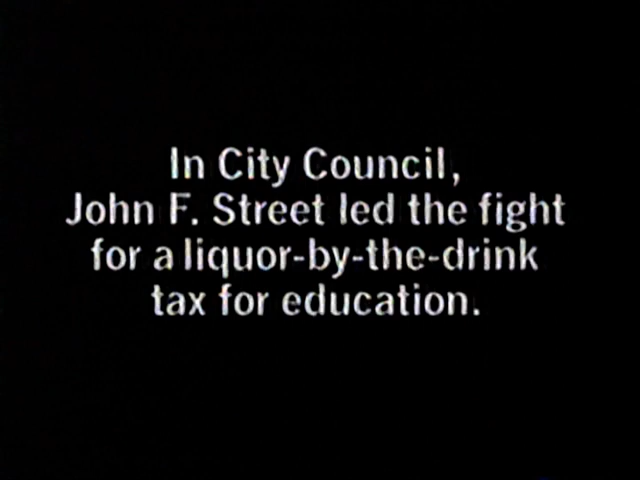 In City Council,
John F. Street led the fight
for a liquor-by-the-drink
tax for education.